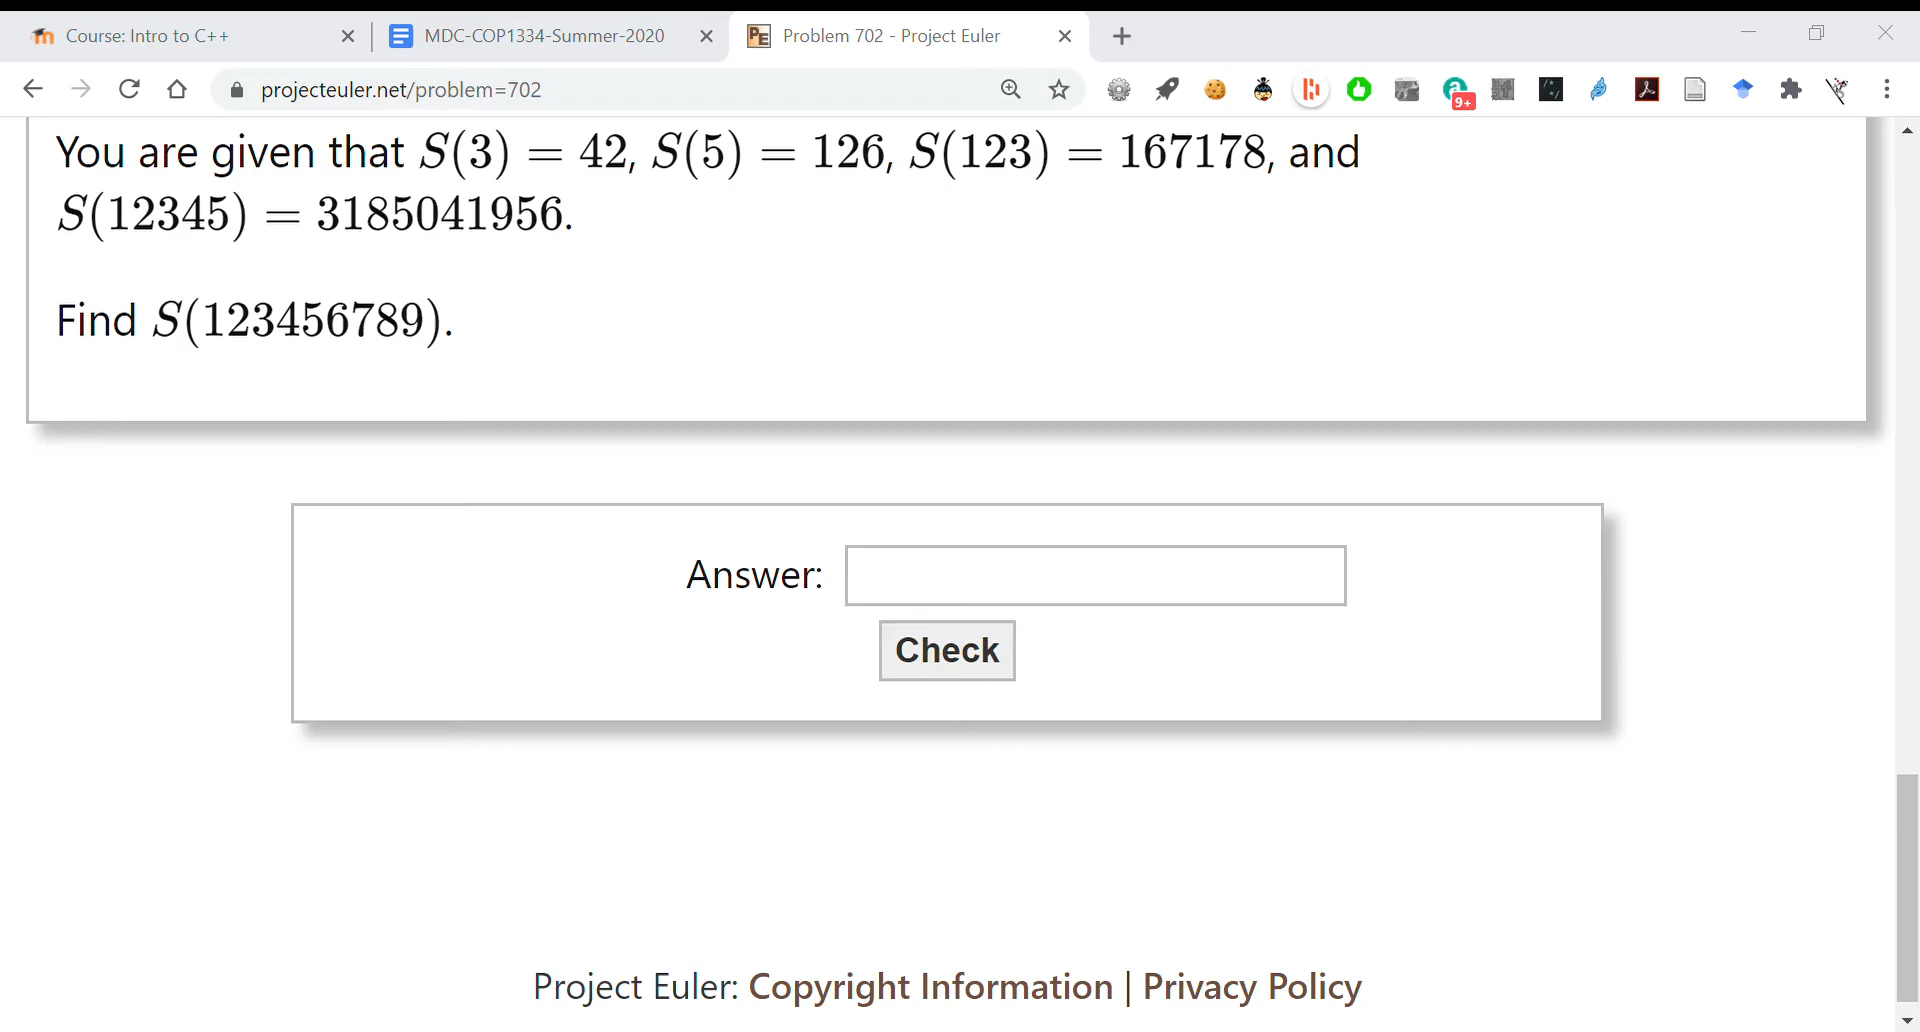 Course: Intro to C++
MDC-COP1334-Summer-2020
Problem 702 - Project Euler
projecteuler.net/problem=702
9+
You are given that S(3) = 42, S(5) = 126, S(123) = 167178, and
S(12345) = 3185041956.
Find S(123456789).
Answer:
Check
Project Euler: Copyright Information | Privacy Policy